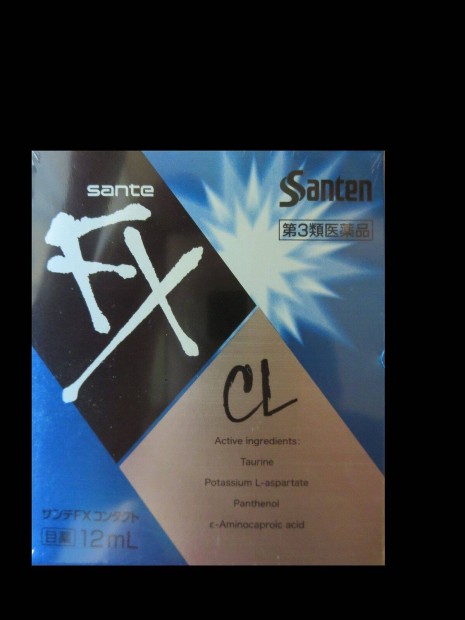 sante
Santen
第3類医薬品
FX
CL
Active ingredients:
Taurine
Potassium L-aspartate
Panthenol
ε-Aminocaproic acid
サンテFXコンタクト
目薬 12mL